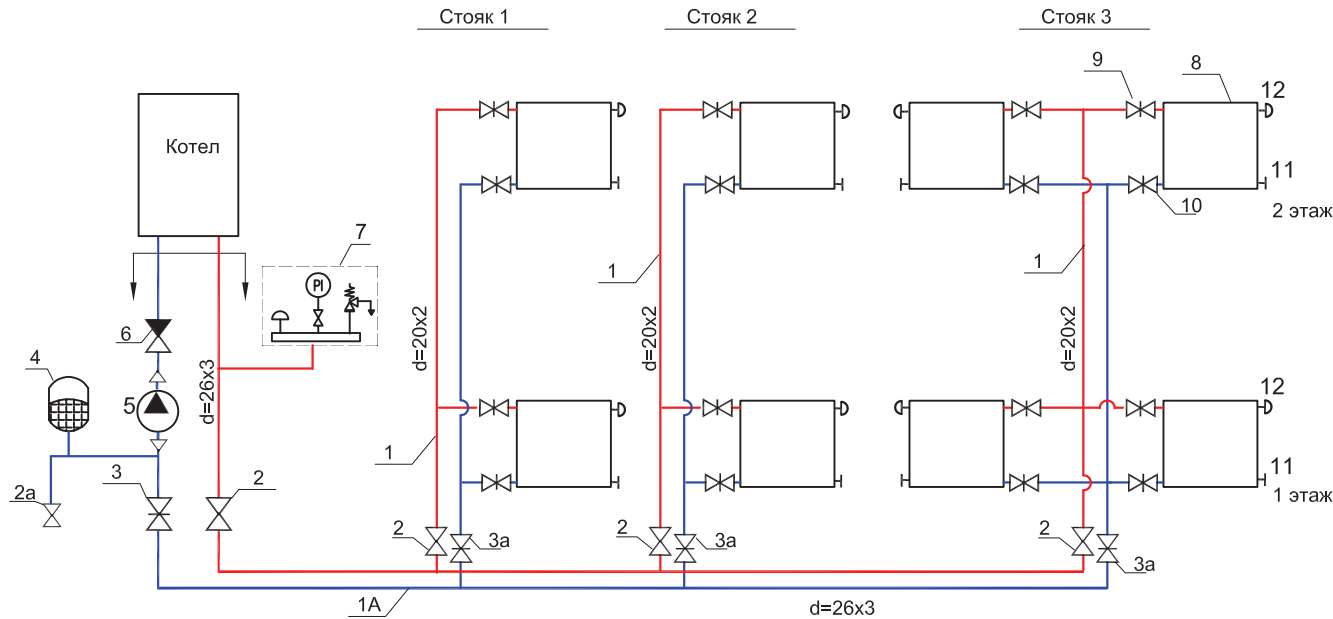 Стояк 1
Стояк 2
Стояк 3
9
8
12
Котел
11
10
2 этаж
7
PI
1
1
6
d=26x3
d=20x2
d=20x2
d=20x2
4
5
12
1
3
2
2а
11
1 этаж
2
3а
2
3а
2
3а
1А
d=26x3